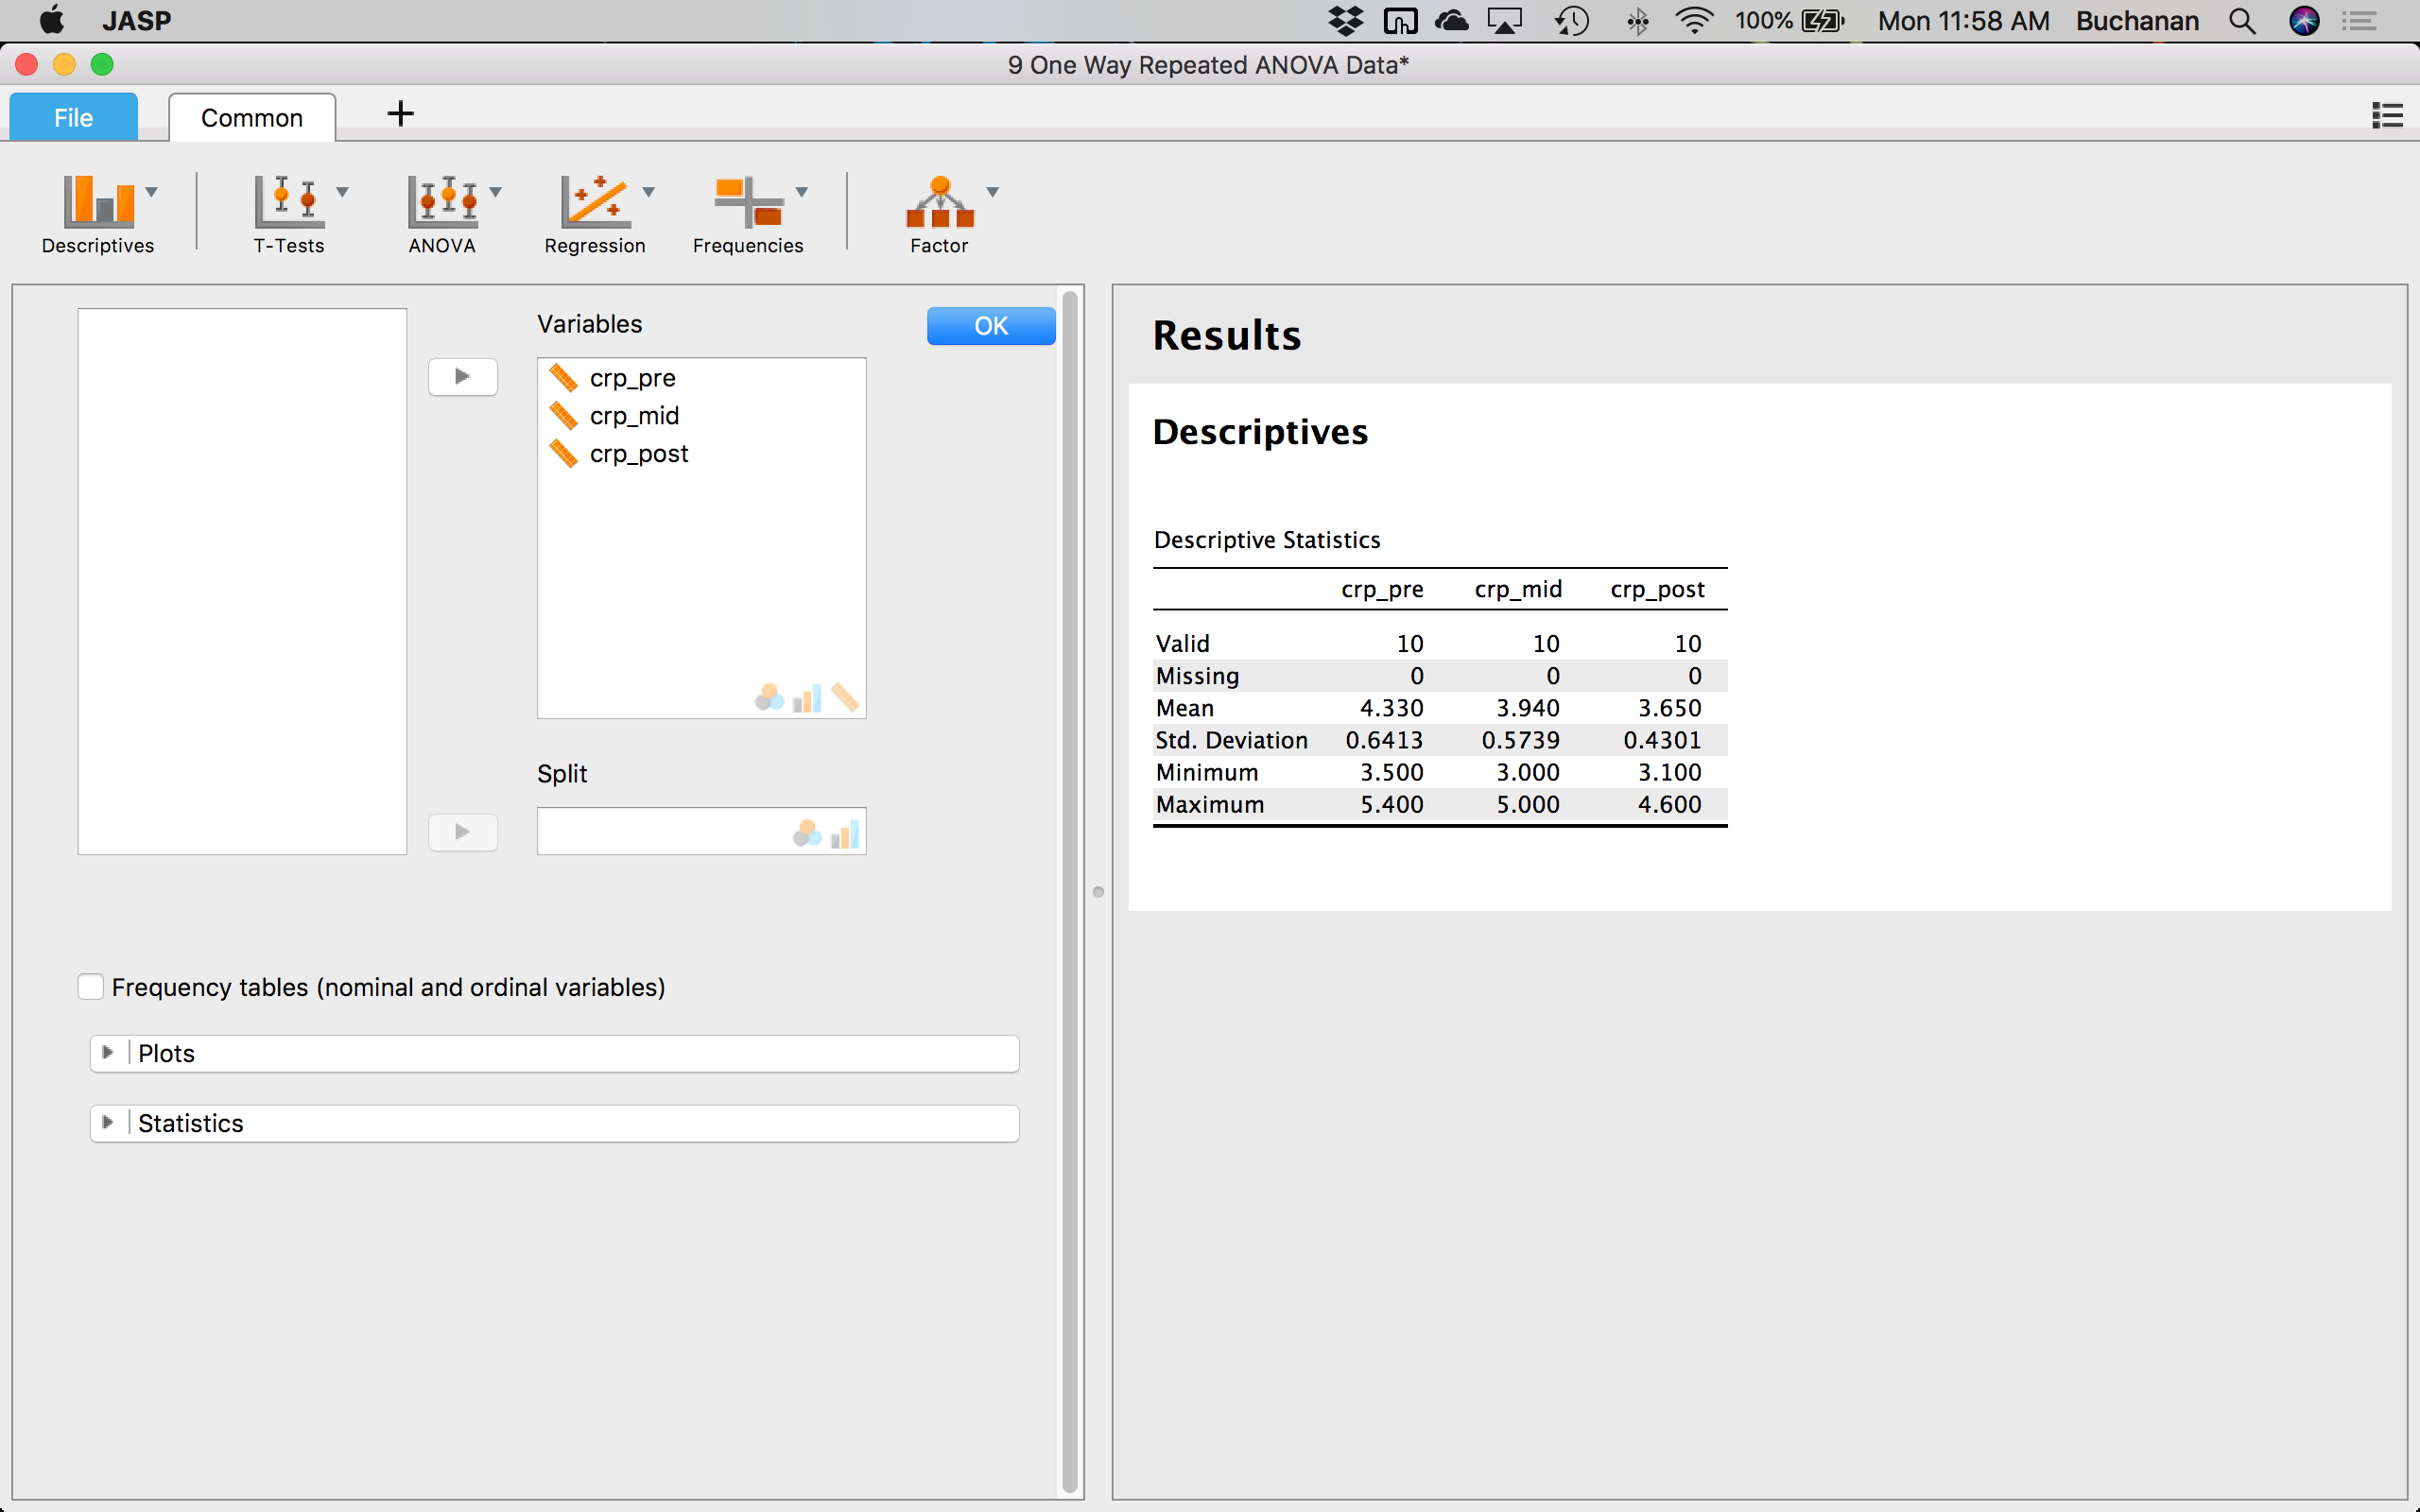 JASP 100% Mon 11:58 AM Buchanan
9 One Way Repeated ANOVA Data*
File Common +
Descriptives T-Tests ANOVA Regression Frequencies Factor
Variables
OK
crp_pre
crp_mid
crp_post
Split
Frequency tables (nominal and ordinal variables)
Plots
Statistics
Results
Descriptives
Descriptive Statistics
crp_pre crp_mid crp_post
Valid 10 10 10
Missing 0 0 0
Mean 4.330 3.940 3.650
Std. Deviation 0.6413 0.5739 0.4301
Minimum 3.500 3.000 3.100
Maximum 5.400 5.000 4.600